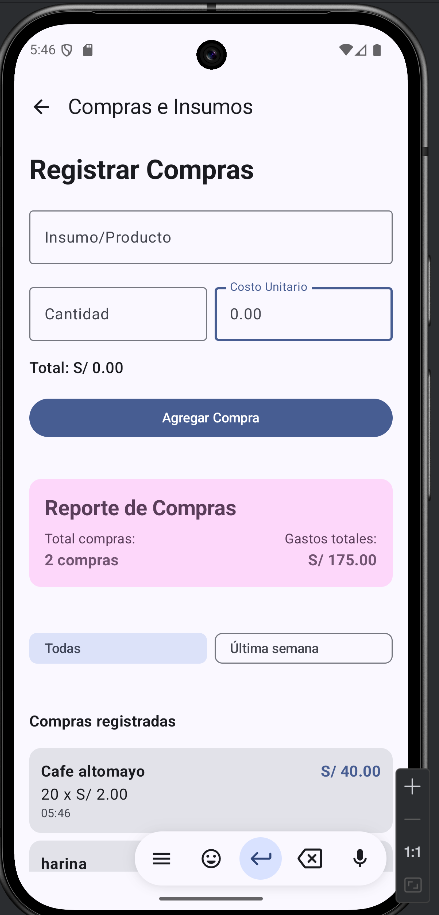 5:46
Compras e Insumos
Registrar Compras
Insumo/Producto
Cantidad
Costo Unitario
0.00
Total: S/ 0.00
Agregar Compra
Reporte de Compras
Total compras:
Gastos totales:
2 compras
S/ 175.00
Todas
Última semana
Compras registradas
Cafe altomayo
S/ 40.00
20 x S/ 2.00
05:46
1:1
harina